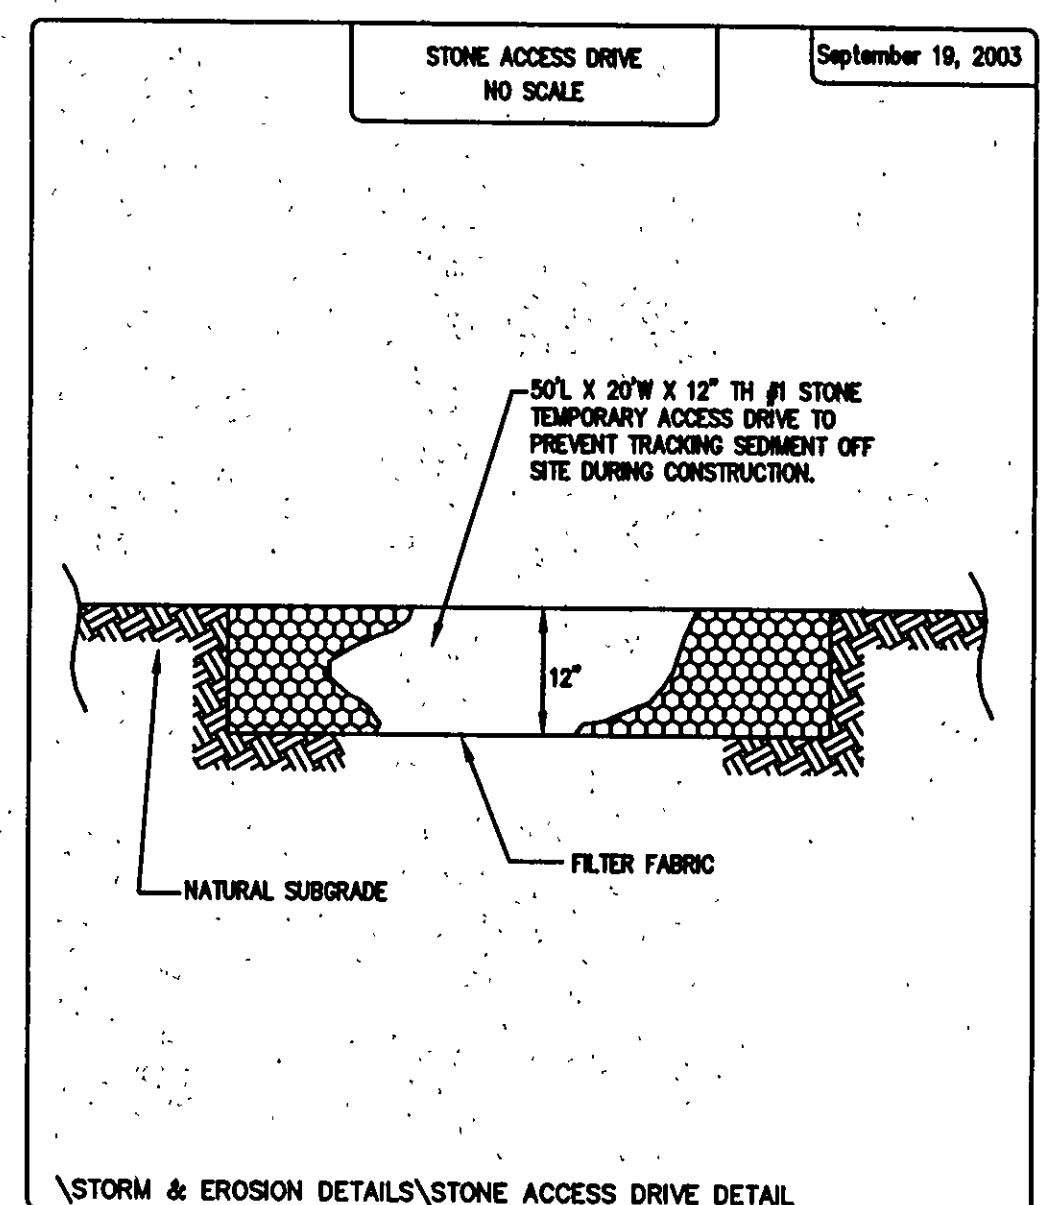 STONE ACCESS DRIVE
NO SCALE
September 19, 2003
50'L X 20'W X 12" TH #1 STONE
TEMPORARY ACCESS DRIVE TO
PREVENT TRACKING SEDIMENT OFF
SITE DURING CONSTRUCTION.
12"
FILTER FABRIC
NATURAL SUBGRADE
\STORM & EROSION DETAILS\STONE ACCESS DRIVE DETAIL